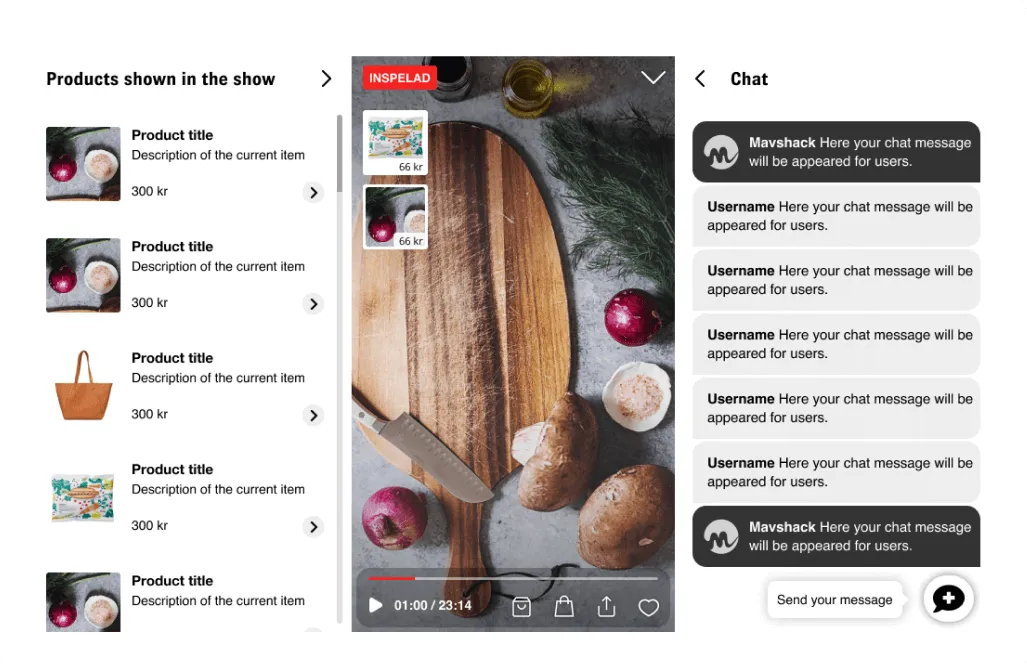 Products shown in the show
Product title
Description of the current item
300 kr
Product title
Description of the current item
300 kr
Product title
Description of the current item
300 kr
Product title
Description of the current item
300 kr
Product title
Description of the current item
INSPELAD
66 kr
66 kr
01:00 / 23:14
Chat
Mavshack Here your chat message
will be appeared for users.
Username Here your chat message will be
appeared for users.
Username Here your chat message will be
appeared for users.
Username Here your chat message will be
appeared for users.
Username Here your chat message will be
appeared for users.
Username Here your chat message will be
appeared for users.
Mavshack Here your chat message
will be appeared for users.
Send your message